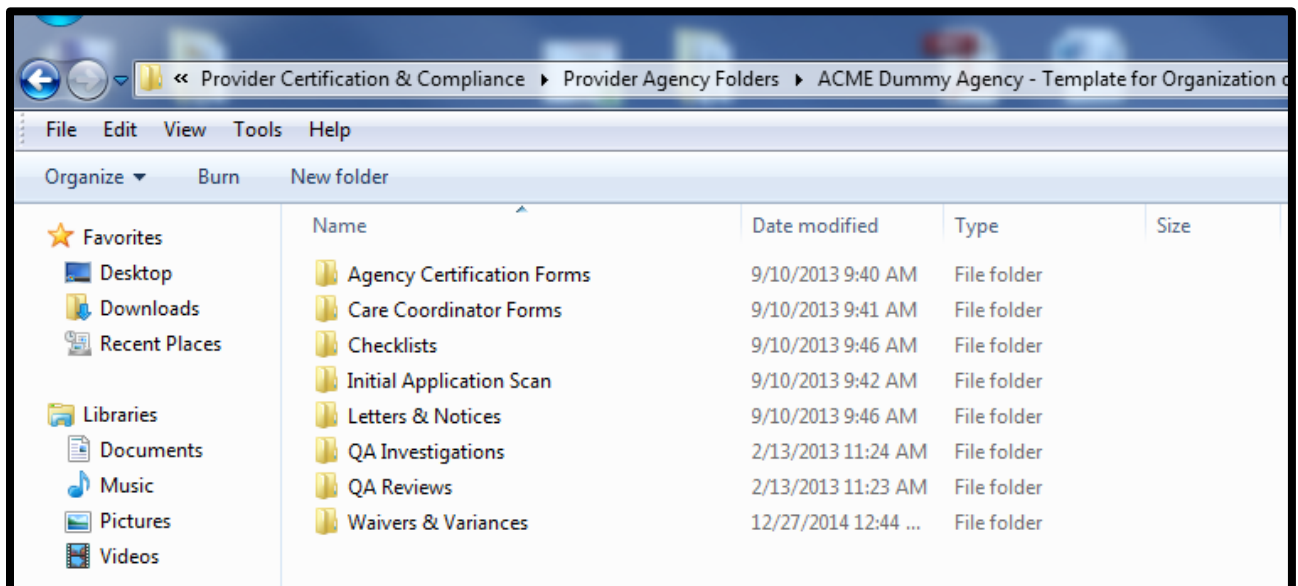 « Provider Certification & Compliance ▸ Provider Agency Folders ▸ ACME Dummy Agency - Template for Organization
File Edit View Tools Help
Organize ▾ Burn New folder
Favorites
Desktop
Downloads
Recent Places
Libraries
Documents
Music
Pictures
Videos
Name Date modified Type Size
Agency Certification Forms 9/10/2013 9:40 AM File folder
Care Coordinator Forms 9/10/2013 9:41 AM File folder
Checklists 9/10/2013 9:46 AM File folder
Initial Application Scan 9/10/2013 9:42 AM File folder
Letters & Notices 9/10/2013 9:46 AM File folder
QA Investigations 2/13/2013 11:24 AM File folder
QA Reviews 2/13/2013 11:23 AM File folder
Waivers & Variances 12/27/2014 12:44 ... File folder